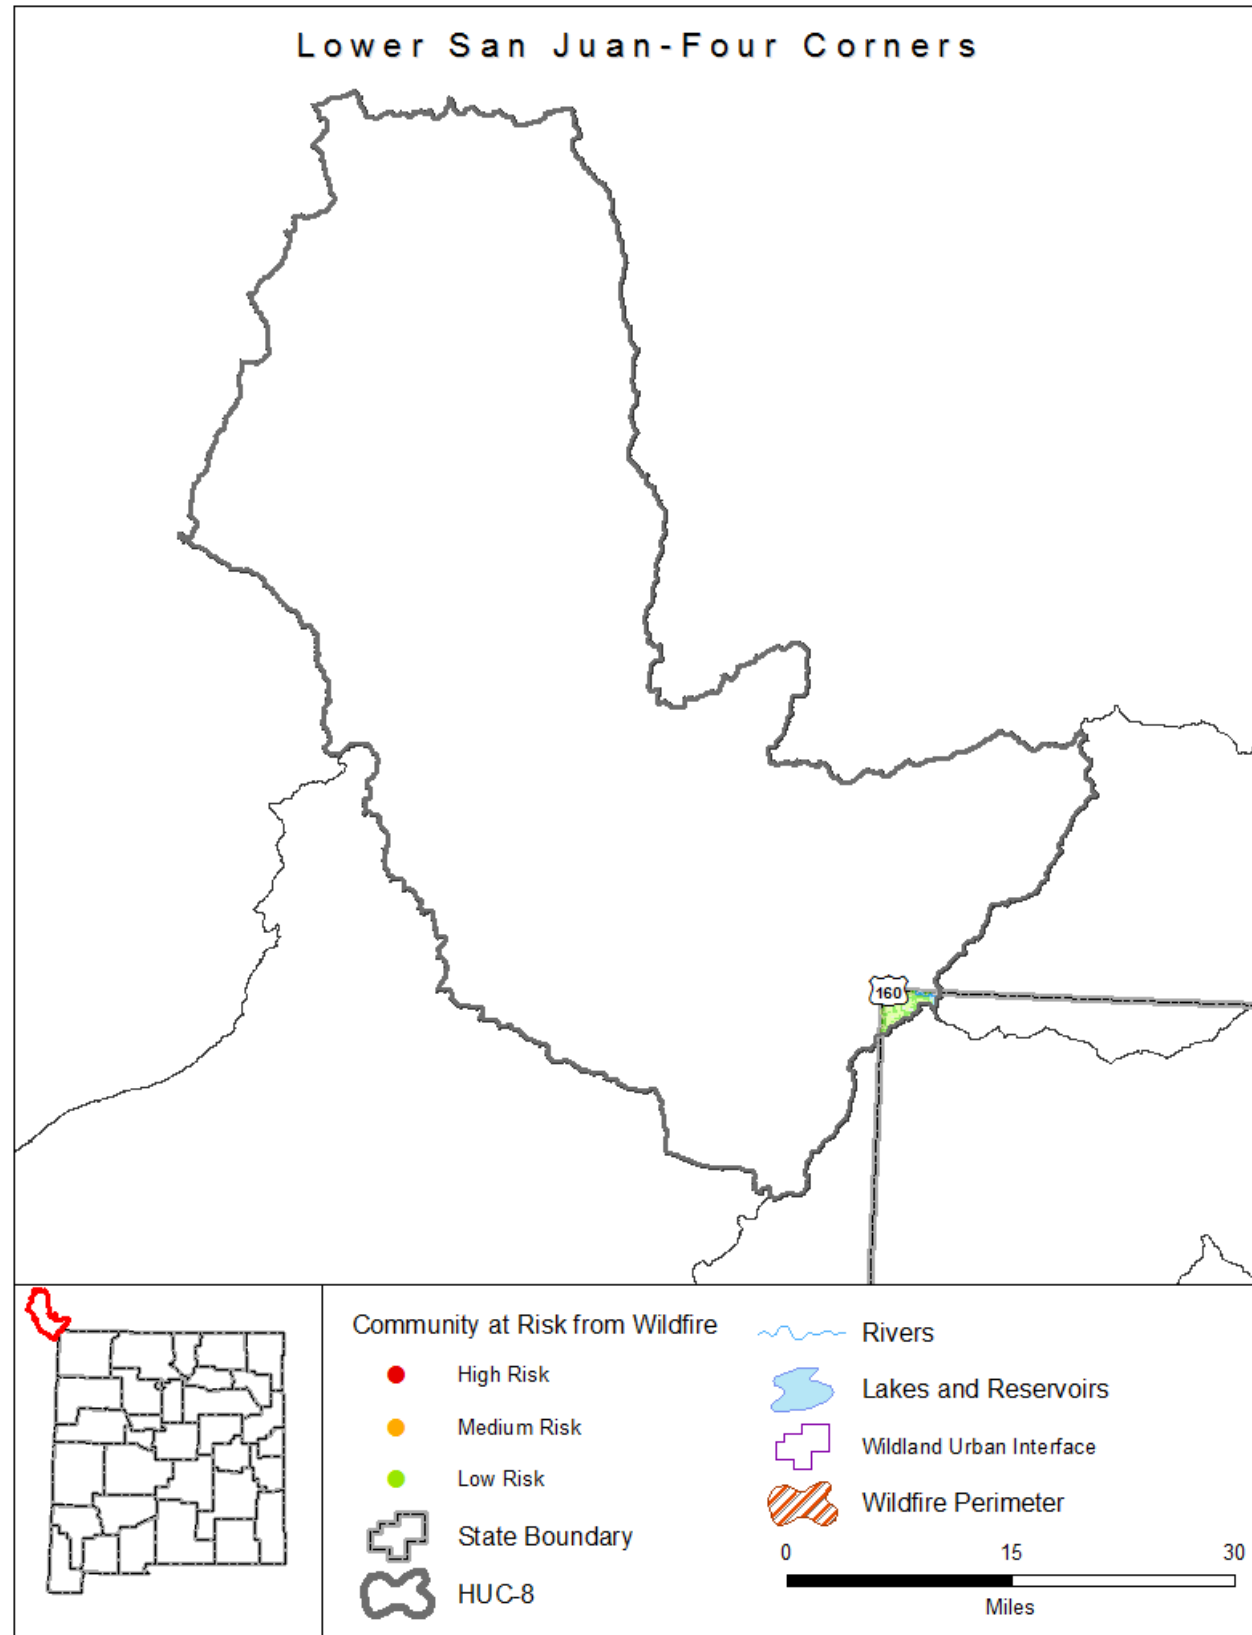 Lower San Juan-Four Corners
160
Community at Risk from Wildfire
High Risk
Medium Risk
Low Risk
State Boundary
HUC-8
Rivers
Lakes and Reservoirs
Wildland Urban Interface
Wildfire Perimeter
0 15 30
Miles